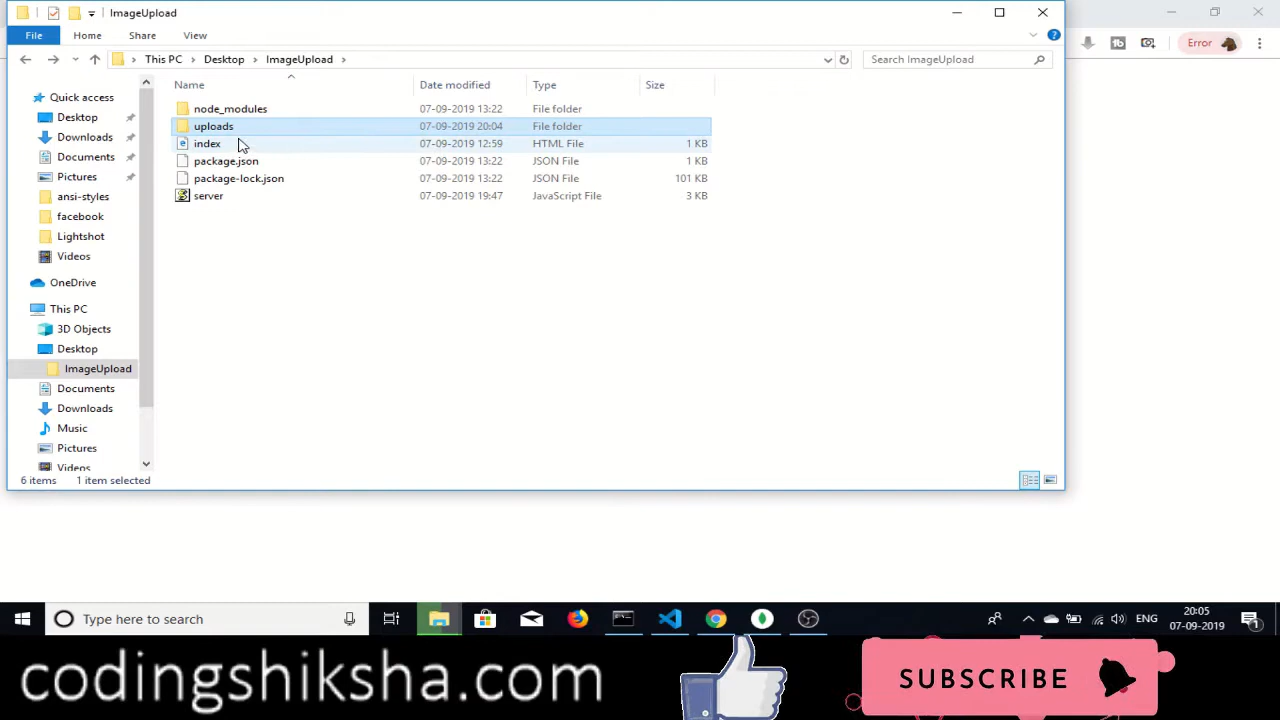 ImageUpload
File Home Share View
This PC Desktop ImageUpload
Search ImageUpload
Error
Name Date modified Type Size
node_modules 07-09-2019 13:22 File folder
uploads 07-09-2019 20:04 File folder
index 07-09-2019 12:59 HTML File 1 KB
package.json 07-09-2019 13:22 JSON File 1 KB
package-lock.json 07-09-2019 13:22 JSON File 101 KB
server 07-09-2019 19:47 JavaScript File 3 KB
Quick access
Desktop
Downloads
Documents
Pictures
ansi-styles
facebook
Lightshot
Videos
OneDrive
This PC
3D Objects
Desktop
ImageUpload
Documents
Downloads
Music
Pictures
Videos
6 items 1 item selected
Type here to search
ENG
20:05
07-09-2019
codingshiksha.com
SUBSCRIBE